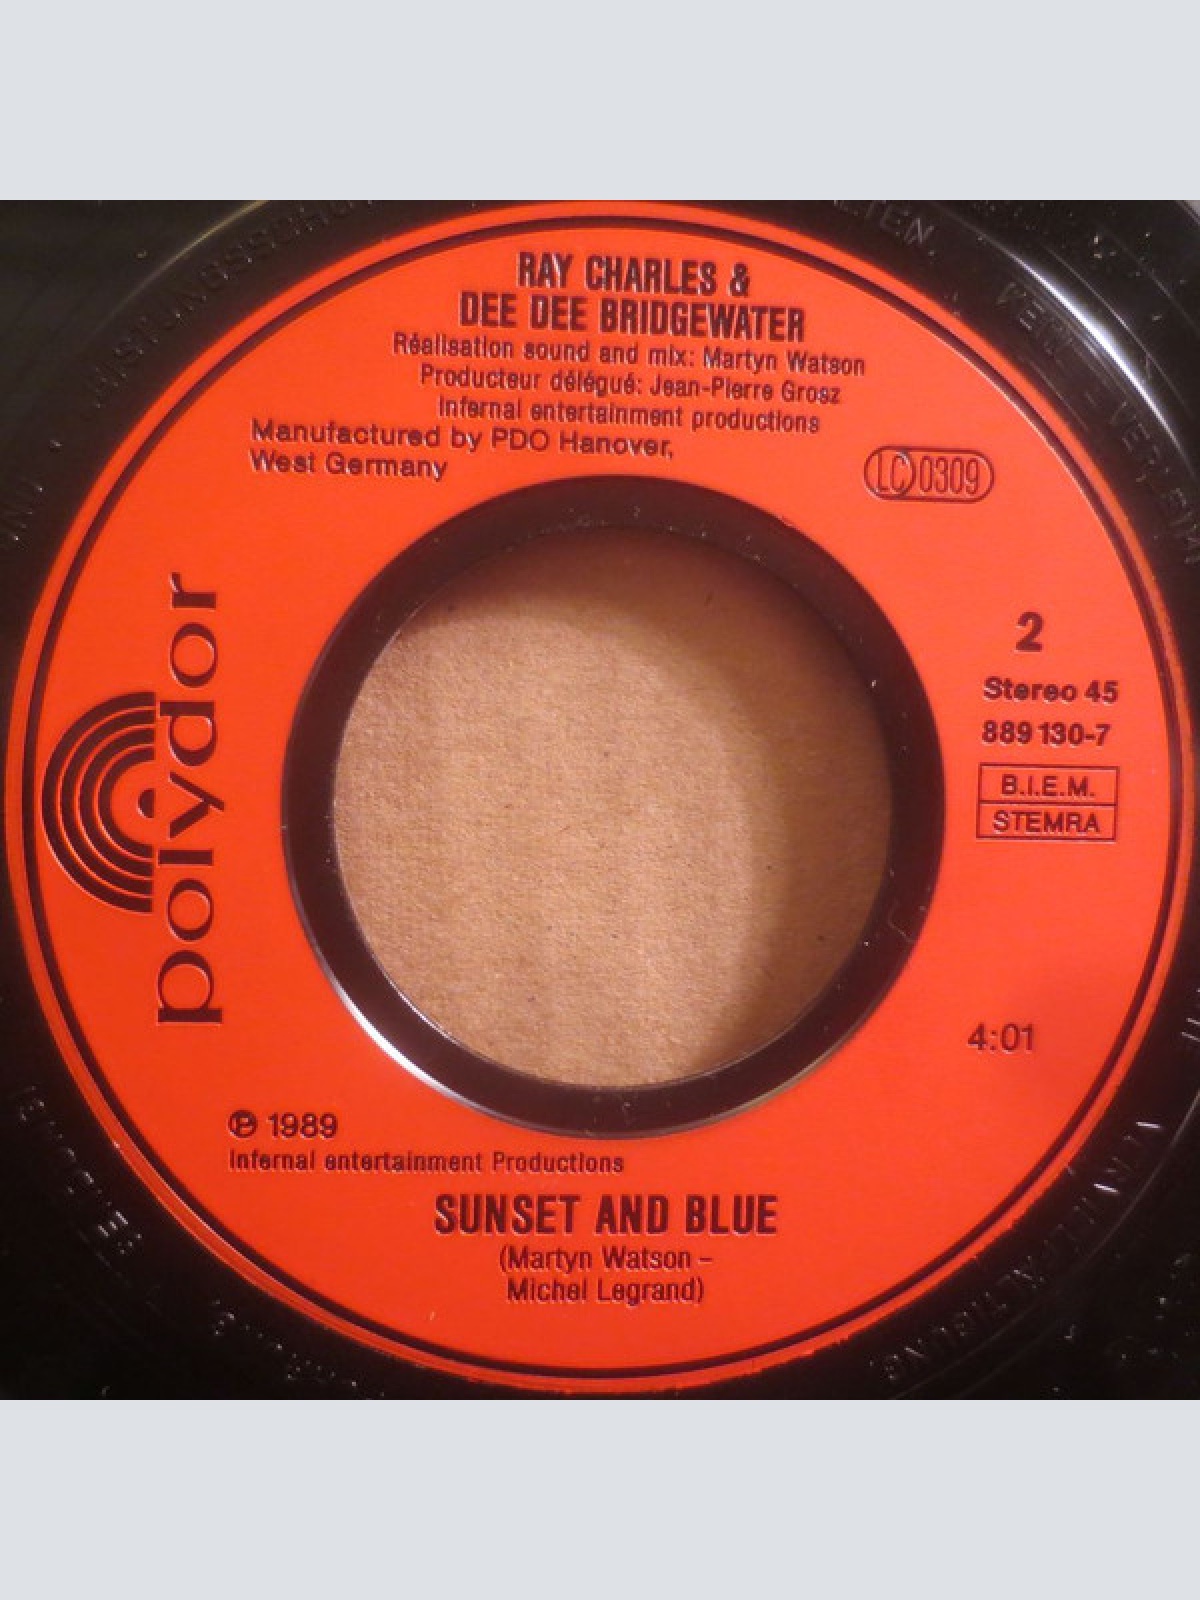 RAY CHARLES &
DEE DEE BRIDGEWATER
Réalisation sound and mix: Martyn Watson
Producteur délégué: Jean-Pierre Grosz
Infernal entertainment productions
Manufactured by PDO Hanover,
West Germany
LC 0309
polydor
2
Stereo 45
889 130-7
B.I.E.M.
STEMRA
4:01
℗ 1989
Infernal entertainment Productions
SUNSET AND BLUE
(Martyn Watson –
Michel Legrand)